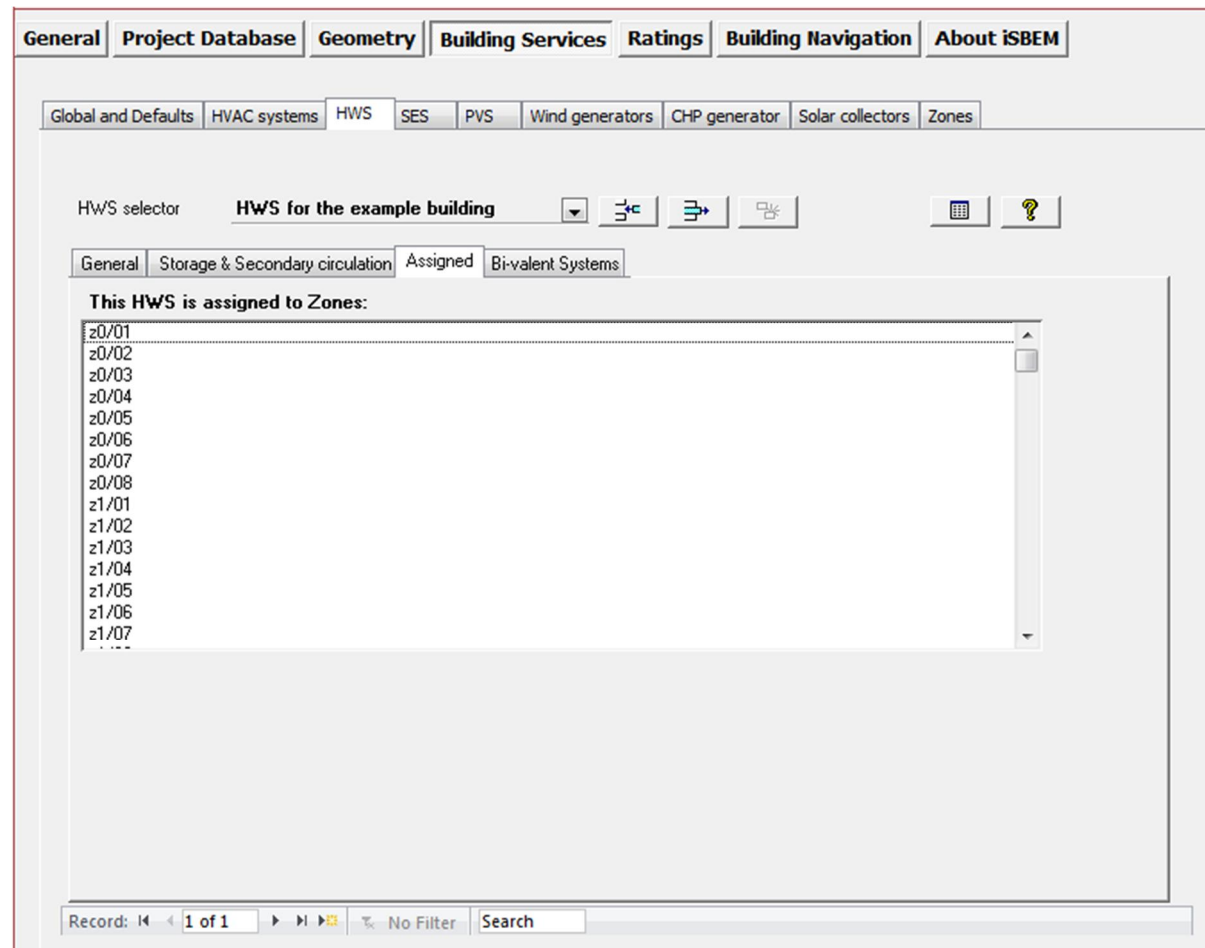 General Project Database Geometry Building Services Ratings Building Navigation About iSBEM
Global and Defaults HVAC systems HWS SES PVS Wind generators CHP generator Solar collectors Zones
HWS selector HWS for the example building
General Storage & Secondary circulation Assigned Bi-valent Systems
This HWS is assigned to Zones:
z0/01
z0/02
z0/03
z0/04
z0/05
z0/06
z0/07
z0/08
z1/01
z1/02
z1/03
z1/04
z1/05
z1/06
z1/07
Record: 1 of 1 No Filter Search